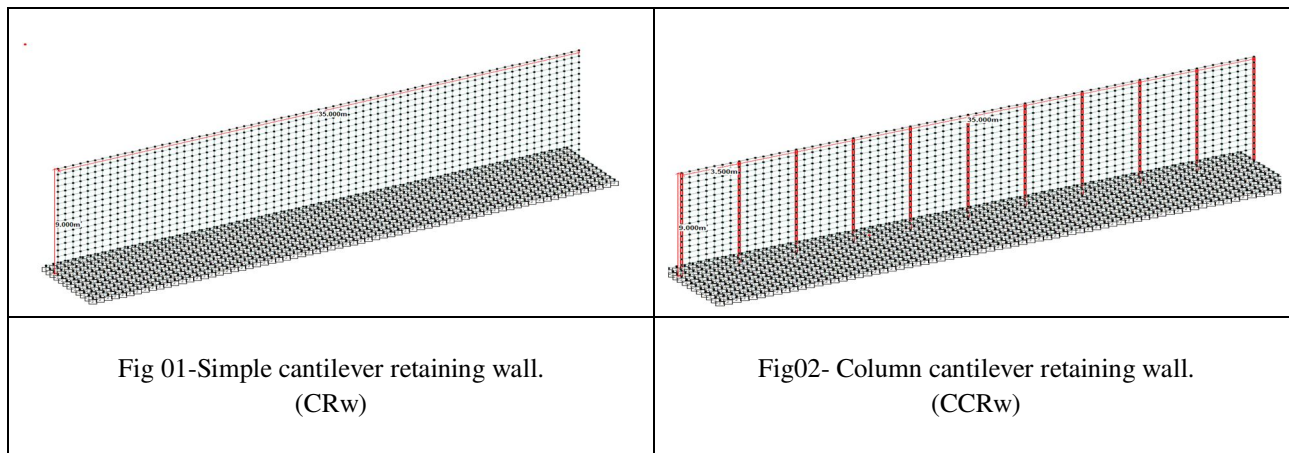 35.000m
9.000m
35.000m
3.500m
9.000m
Fig 01-Simple cantilever retaining wall.
(CRw)
Fig02- Column cantilever retaining wall.
(CCRw)